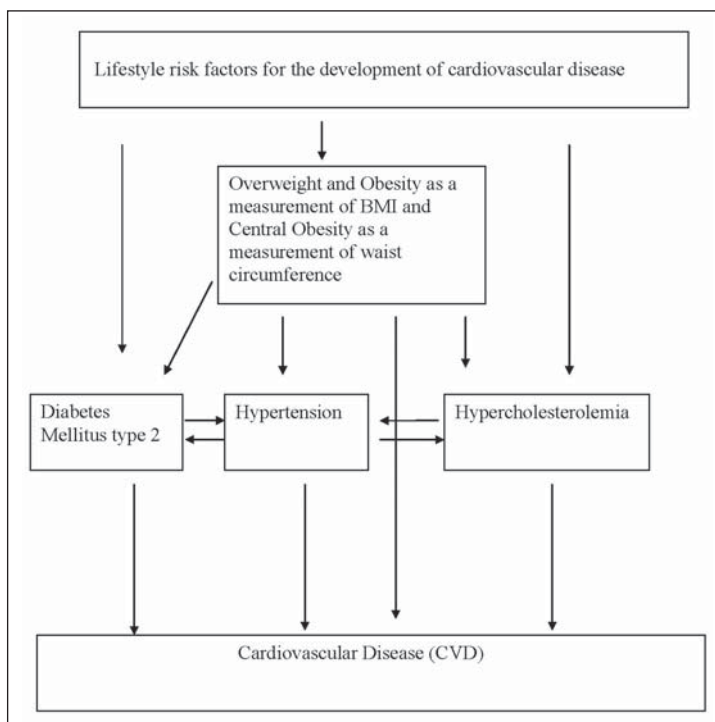 Lifestyle risk factors for the development of cardiovascular disease
Overweight and Obesity as a
measurement of BMI and
Central Obesity as a
measurement of waist
circumference
Diabetes
Mellitus type 2
Hypertension
Hypercholesterolemia
Cardiovascular Disease (CVD)